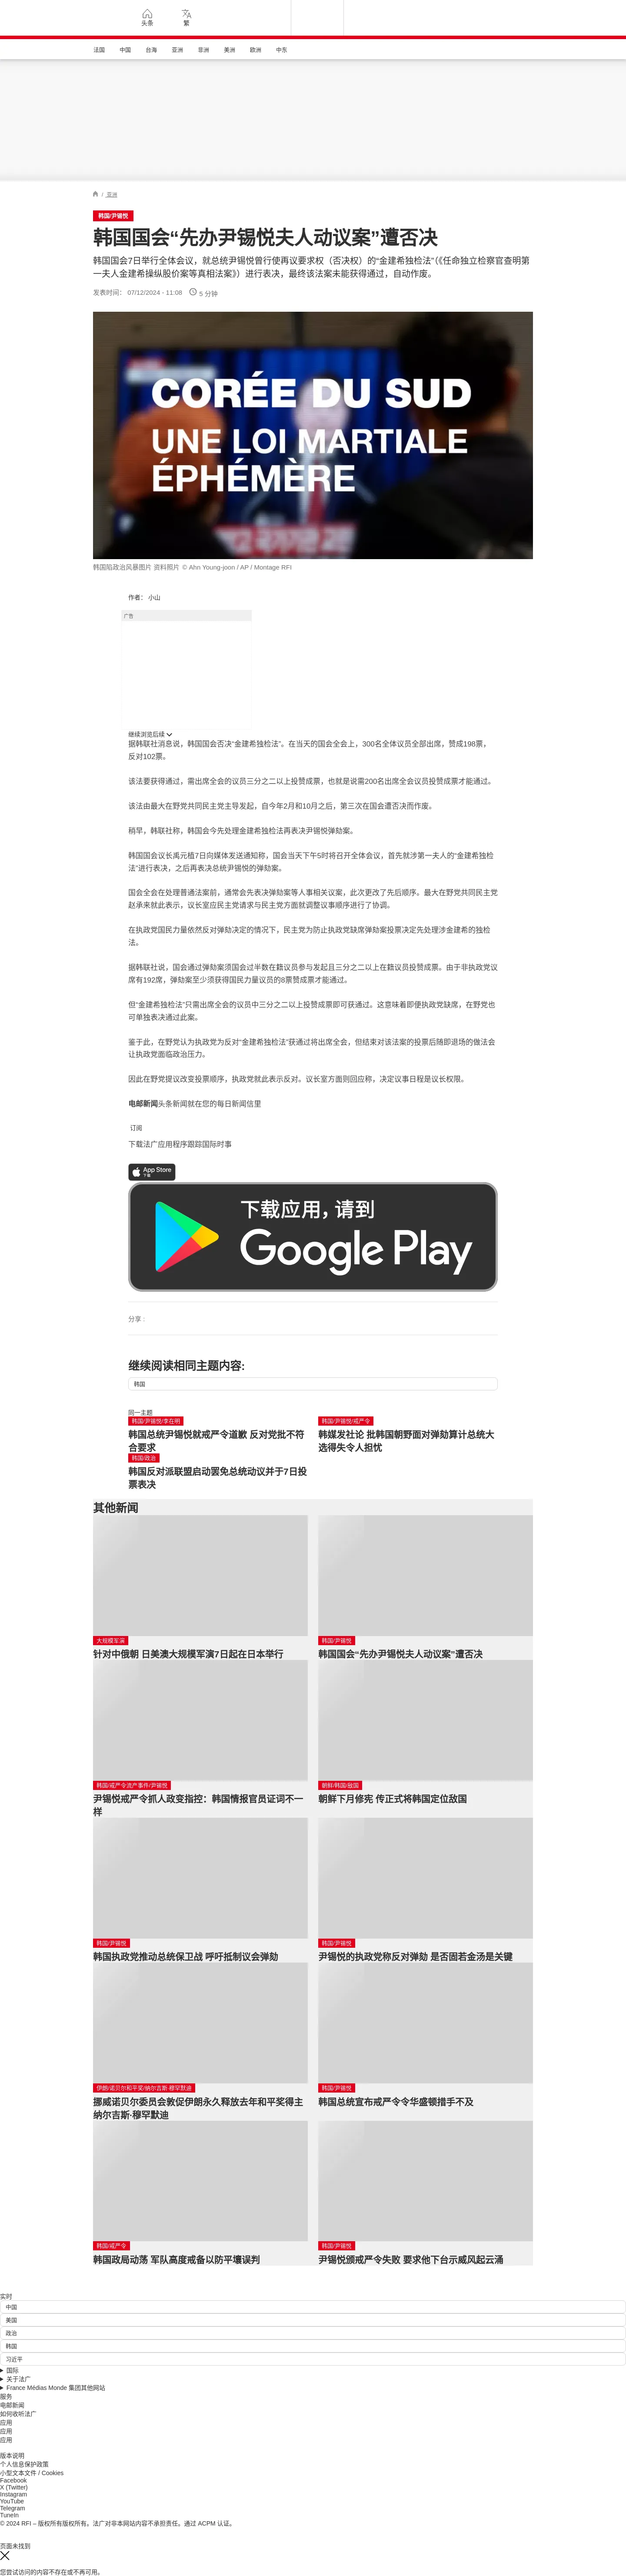 头条
繁
法国
中国
台海
亚洲
非洲
美洲
欧洲
中东
/ 亚洲
韩国/尹锡悦
韩国国会“先办尹锡悦夫人动议案”遭否决
韩国国会7日举行全体会议，就总统尹锡悦曾行使再议要求权（否决权）的“金建希独检法”（《任命独立检察官查明第
一夫人金建希操纵股价案等真相法案》）进行表决，最终该法案未能获得通过，自动作废。
发表时间： 07/12/2024 - 11:08
5 分钟
CORÉE DU SUD
UNE LOI MARTIALE
ÉPHÉMÈRE
韩国陷政治风暴图片 资料照片 © Ahn Young-joon / AP / Montage RFI
作者： 小山
广告
继续浏览后续
据韩联社消息说，韩国国会否决“金建希独检法”。在当天的国会全会上，300名全体议员全部出席，赞成198票，
反对102票。
该法要获得通过，需出席全会的议员三分之二以上投赞成票，也就是说需200名出席全会议员投赞成票才能通过。
该法由最大在野党共同民主党主导发起，自今年2月和10月之后，第三次在国会遭否决而作废。
稍早，韩联社称，韩国会今先处理金建希独检法再表决尹锡悦弹劾案。
韩国国会议长禹元植7日向媒体发送通知称，国会当天下午5时将召开全体会议，首先就涉第一夫人的“金建希独检
法”进行表决，之后再表决总统尹锡悦的弹劾案。
国会全会在处理普通法案前，通常会先表决弹劾案等人事相关议案，此次更改了先后顺序。最大在野党共同民主党
赵承来就此表示，议长室应民主党请求与民主党方面就调整议事顺序进行了协调。
在执政党国民力量依然反对弹劾决定的情况下，民主党为防止执政党缺席弹劾案投票决定先处理涉金建希的独检
法。
据韩联社说，国会通过弹劾案须国会过半数在籍议员参与发起且三分之二以上在籍议员投赞成票。由于非执政党议
席有192席，弹劾案至少须获得国民力量议员的8票赞成票才能通过。
但“金建希独检法”只需出席全会的议员中三分之二以上投赞成票即可获通过。这意味着即便执政党缺席，在野党也
可单独表决通过此案。
鉴于此，在野党认为执政党为反对“金建希独检法”获通过将出席全会，但结束对该法案的投票后随即退场的做法会
让执政党面临政治压力。
因此在野党提议改变投票顺序，执政党就此表示反对。议长室方面则回应称，决定议事日程是议长权限。
电邮新闻头条新闻就在您的每日新闻信里
订阅
下载法广应用程序跟踪国际时事
App Store
下载
下载应用，请到
Google Play
分享 :
继续阅读相同主题内容:
韩国
同一主题
韩国/尹锡悦/李在明
韩国总统尹锡悦就戒严令道歉 反对党批不符
合要求
韩国/尹锡悦/戒严令
韩媒发社论 批韩国朝野面对弹劾算计总统大
选得失令人担忧
韩国/政治
韩国反对派联盟启动罢免总统动议并于7日投
票表决
其他新闻
大规模军演
针对中俄朝 日美澳大规模军演7日起在日本举行
韩国/尹锡悦
韩国国会“先办尹锡悦夫人动议案”遭否决
韩国/戒严令流产事件/尹锡悦
尹锡悦戒严令抓人政变指控：韩国情报官员证词不一
样
朝鲜/韩国/敌国
朝鲜下月修宪 传正式将韩国定位敌国
韩国/尹锡悦
韩国执政党推动总统保卫战 呼吁抵制议会弹劾
韩国/尹锡悦
尹锡悦的执政党称反对弹劾 是否固若金汤是关键
伊朗/诺贝尔和平奖/纳尔吉斯·穆罕默迪
挪威诺贝尔委员会敦促伊朗永久释放去年和平奖得主
纳尔吉斯·穆罕默迪
韩国/尹锡悦
韩国总统宣布戒严令令华盛顿措手不及
韩国/戒严令
韩国政局动荡 军队高度戒备以防平壤误判
韩国/尹锡悦
尹锡悦颁戒严令失败 要求他下台示威风起云涌
实时
中国
美国
政治
韩国
习近平
国际
关于法广
France Médias Monde 集团其他网站
服务
电邮新闻
如何收听法广
应用
应用
应用
版本说明
个人信息保护政策
小型文本文件 / Cookies
Facebook
X (Twitter)
Instagram
YouTube
Telegram
TuneIn
© 2024 RFI – 版权所有版权所有。法广对非本网站内容不承担责任。通过 ACPM 认证。
页面未找到
您尝试访问的内容不存在或不再可用。